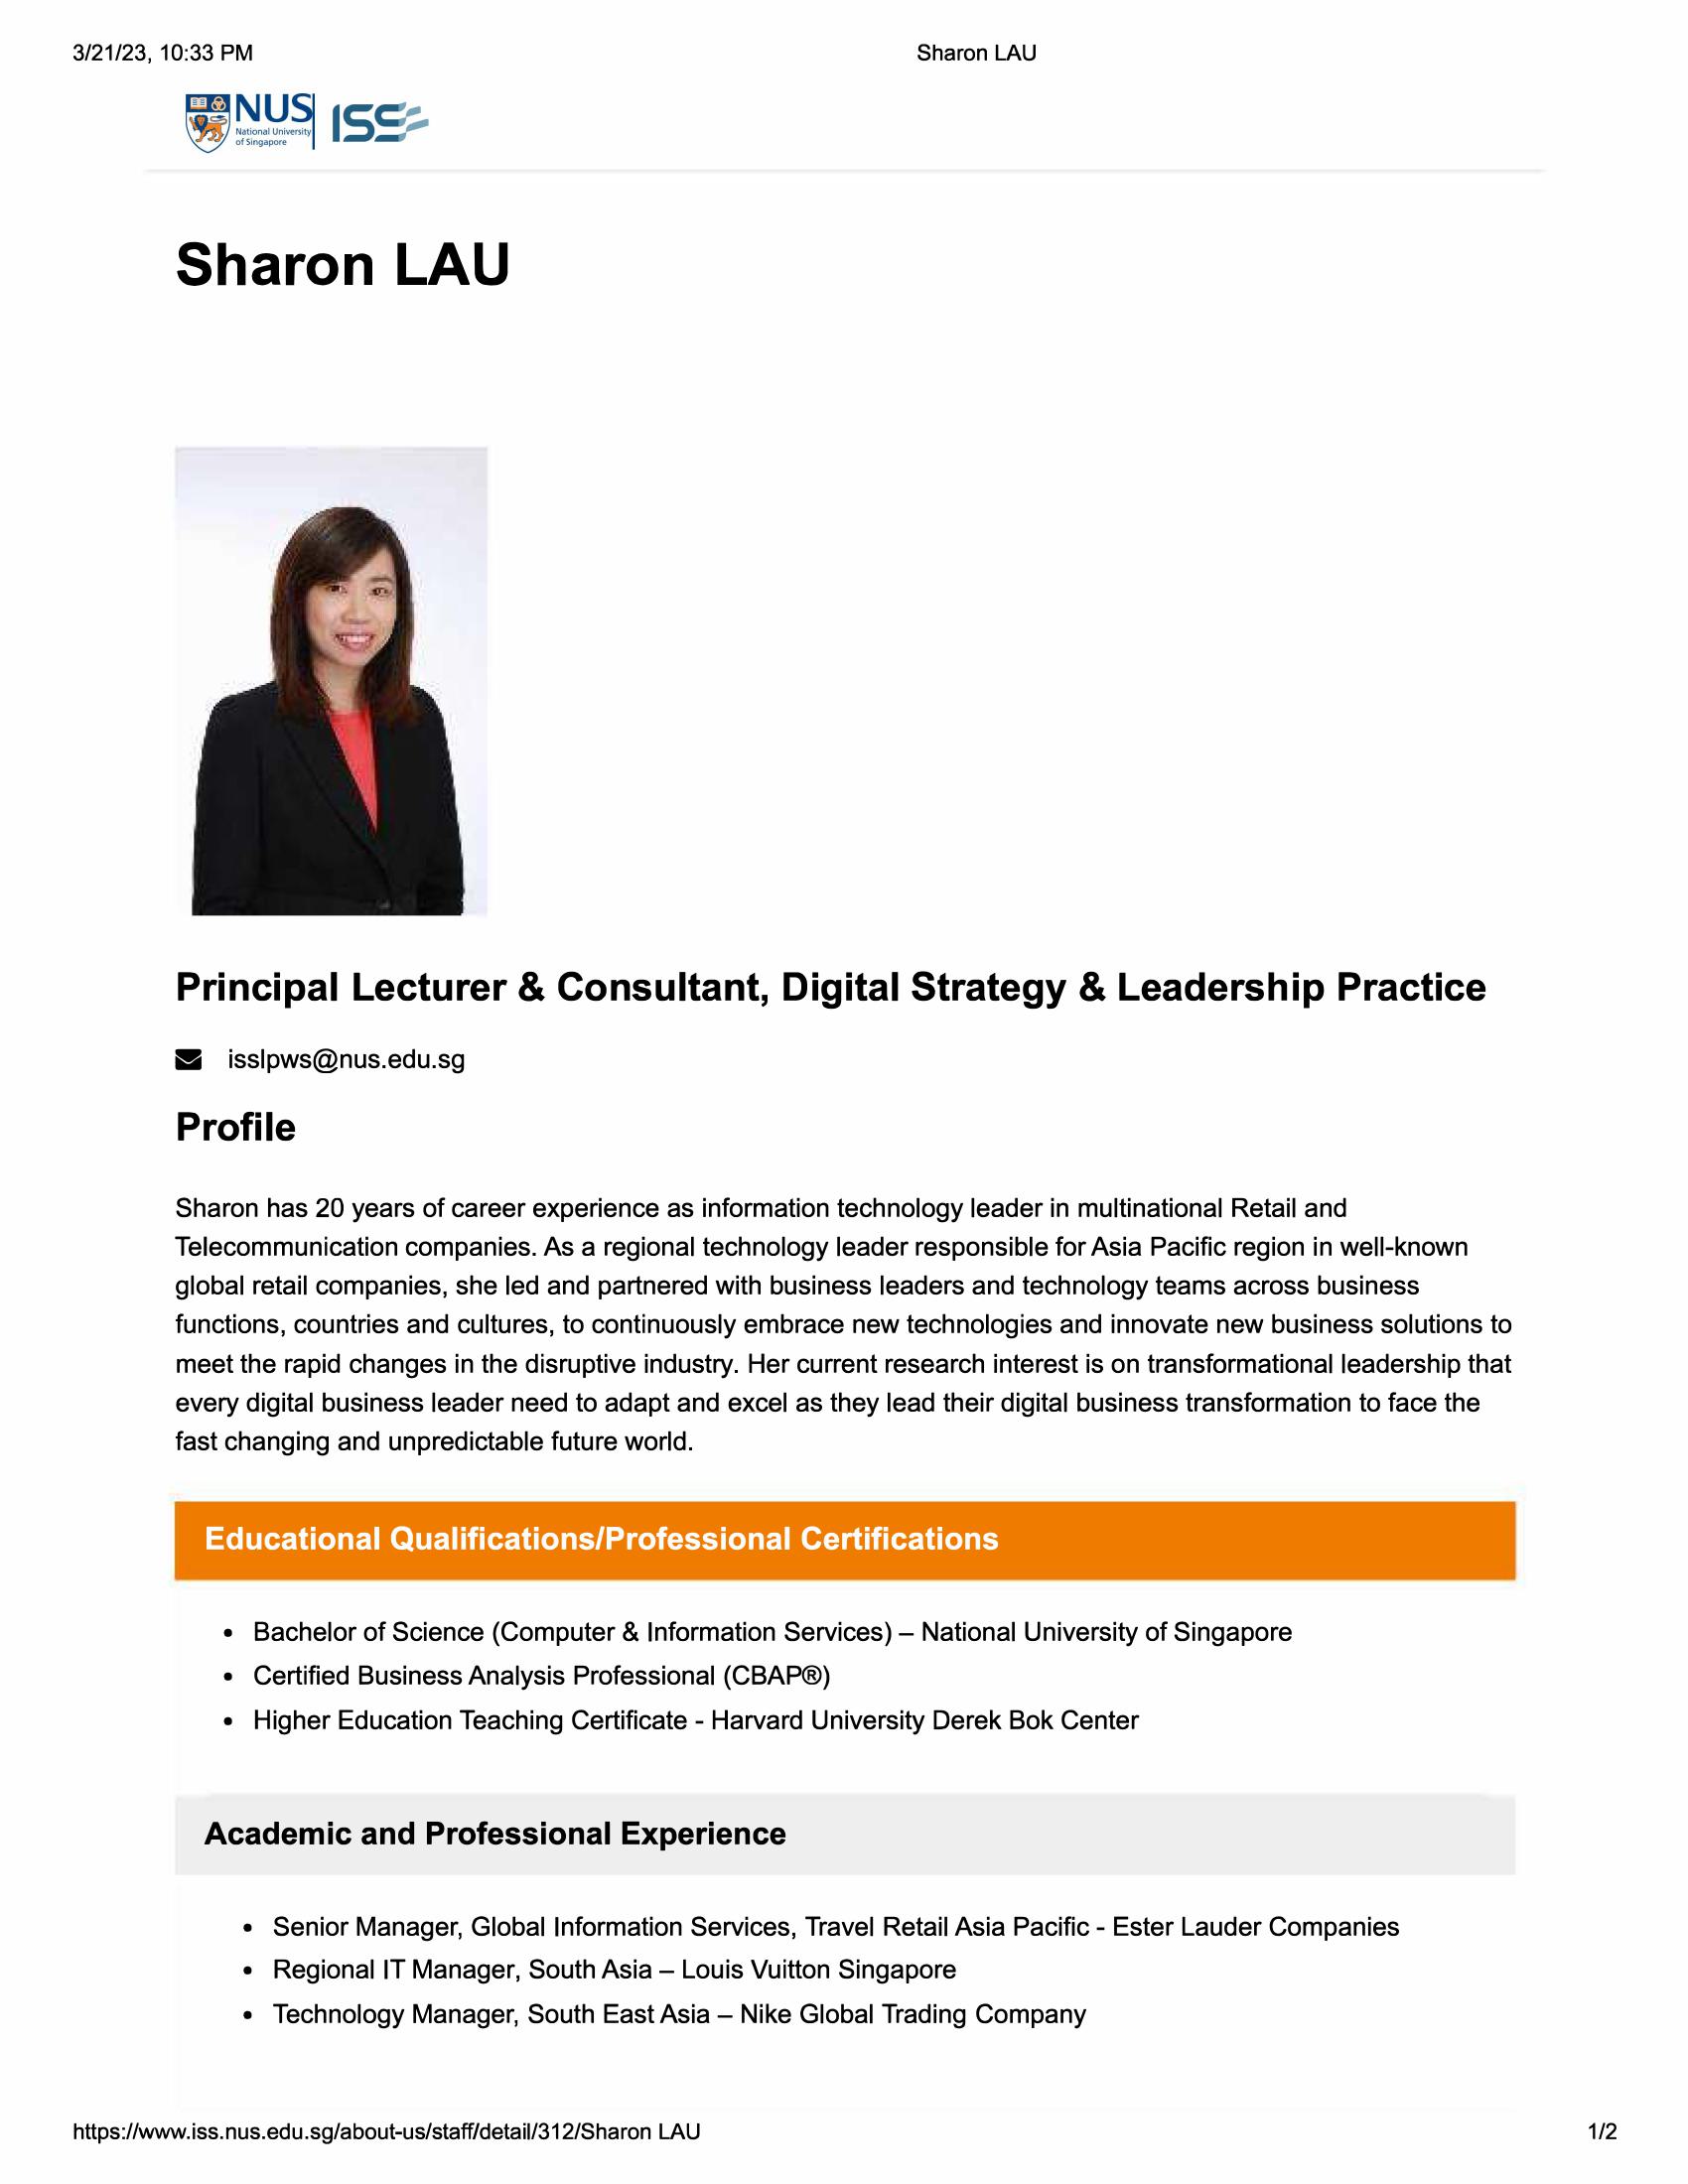 3/21/23, 10:33 PM
Sharon LAU
NUS
National University
of Singapore
ISS
Sharon LAU
Principal Lecturer & Consultant, Digital Strategy & Leadership Practice
isslpws@nus.edu.sg
Profile
Sharon has 20 years of career experience as information technology leader in multinational Retail and
Telecommunication companies. As a regional technology leader responsible for Asia Pacific region in well-known
global retail companies, she led and partnered with business leaders and technology teams across business
functions, countries and cultures, to continuously embrace new technologies and innovate new business solutions to
meet the rapid changes in the disruptive industry. Her current research interest is on transformational leadership that
every digital business leader need to adapt and excel as they lead their digital business transformation to face the
fast changing and unpredictable future world.
Educational Qualifications/Professional Certifications
• Bachelor of Science (Computer & Information Services) – National University of Singapore
• Certified Business Analysis Professional (CBAP®)
• Higher Education Teaching Certificate - Harvard University Derek Bok Center
Academic and Professional Experience
• Senior Manager, Global Information Services, Travel Retail Asia Pacific - Ester Lauder Companies
• Regional IT Manager, South Asia – Louis Vuitton Singapore
• Technology Manager, South East Asia – Nike Global Trading Company
https://www.iss.nus.edu.sg/about-us/staff/detail/312/Sharon LAU
1/2